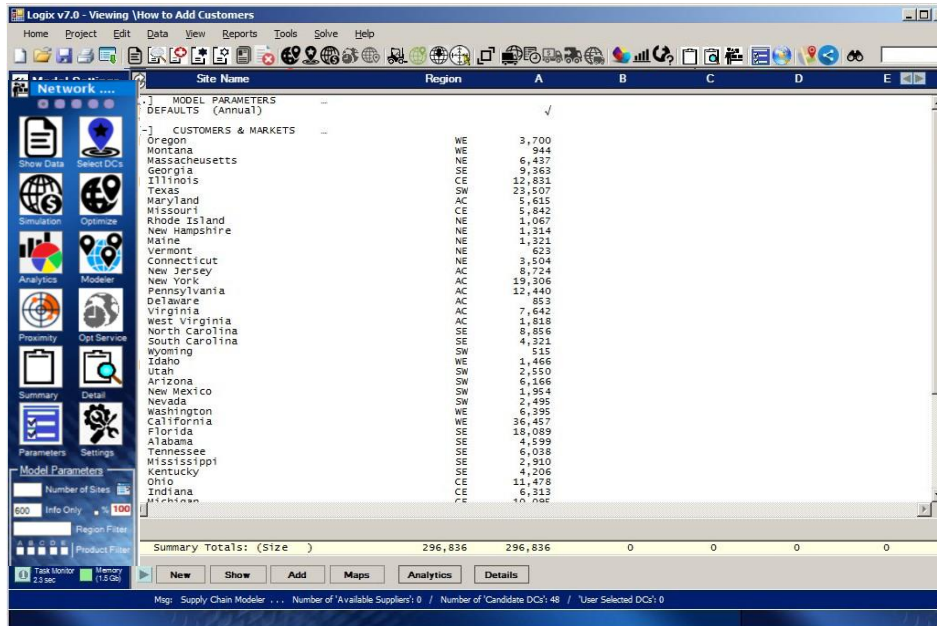 Logix v7.0 - Viewing \How to Add Customers
Home Project Edit Data View Reports Tools Solve Help
Site Name Region A B C D E
Network ....
.] MODEL PARAMETERS ...
DEFAULTS (Annual) √
-] CUSTOMERS & MARKETS ...
Oregon WE 3,700
Montana WE 944
Massacheusetts NE 6,437
Georgia SE 9,363
Illinois CE 12,831
Texas SW 23,507
Maryland AC 5,615
Missouri CE 5,842
Rhode Island NE 1,067
New Hampshire NE 1,314
Maine NE 1,321
Vermont NE 623
Connecticut NE 3,504
New Jersey AC 8,724
New York AC 19,306
Pennsylvania AC 12,440
Delaware AC 853
Virginia AC 7,642
West Virginia AC 1,818
North Carolina SE 8,856
South Carolina SE 4,321
Wyoming SW 515
Idaho WE 1,466
Utah SW 2,550
Arizona SW 6,166
New Mexico SW 1,954
Nevada SW 2,495
Washington WE 6,395
California WE 36,457
Florida SE 18,089
Alabama SE 4,599
Tennessee SE 6,038
Mississippi SE 2,910
Kentucky SE 4,206
Ohio CE 11,478
Indiana CE 6,313
Michigan CE 10,095
Show Data Select DCs
Simulation Optimize
Analytics Modeler
Proximity Opt Service
Summary Detail
Parameters Settings
Model Parameters
Number of Sites
600 Info Only % 100
Region Filter
A B C D E Product Filter
Summary Totals: (Size ) 296,836 296,836 0 0 0 0
Task Monitor 2.3 sec Memory (1.5 Gb)
New Show Add Maps Analytics Details
Msg: Supply Chain Modeler . . . Number of 'Available Suppliers': 0 / Number of 'Candidate DCs': 48 / 'User Selected DCs': 0